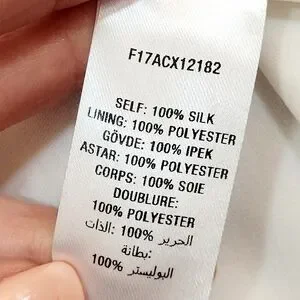 F17ACX12182
SELF: 100% SILK
LINING: 100% POLYESTER
GÖVDE: 100% IPEK
ASTAR: 100% POLYESTER
CORPS: 100% SOIE
DOUBLURE:
100% POLYESTER
الحرير %100 :الذات
:بطانة
البوليستر %100